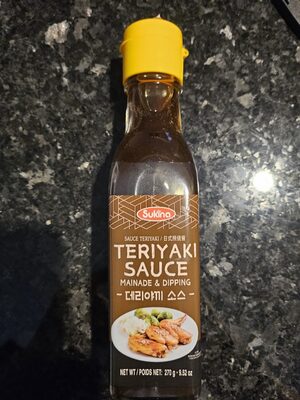 Sukina
SAUCE TERIYAKI / 日式照燒醬
TERIYAKI
SAUCE
MAINADE & DIPPING
- 데리야끼 소스 -
NET WT / POIDS NET: 270 g - 9.52 oz